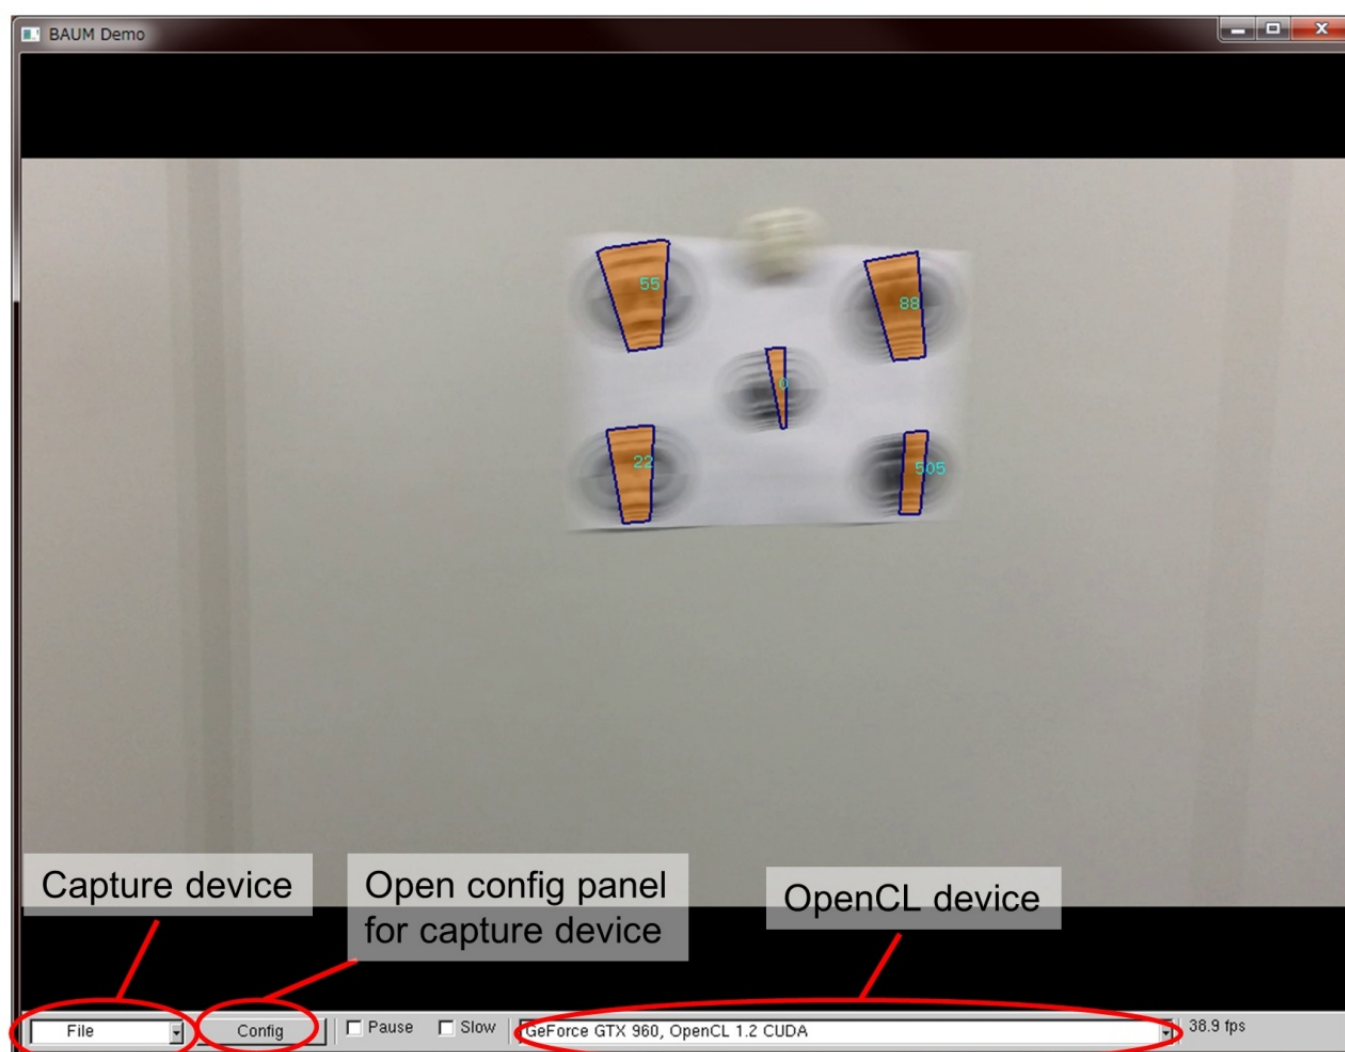 BAUM Demo
55
88
0
22
505
Capture device
Open config panel
for capture device
OpenCL device
File
Config
Pause
Slow
GeForce GTX 960, OpenCL 1.2 CUDA
38.9 fps